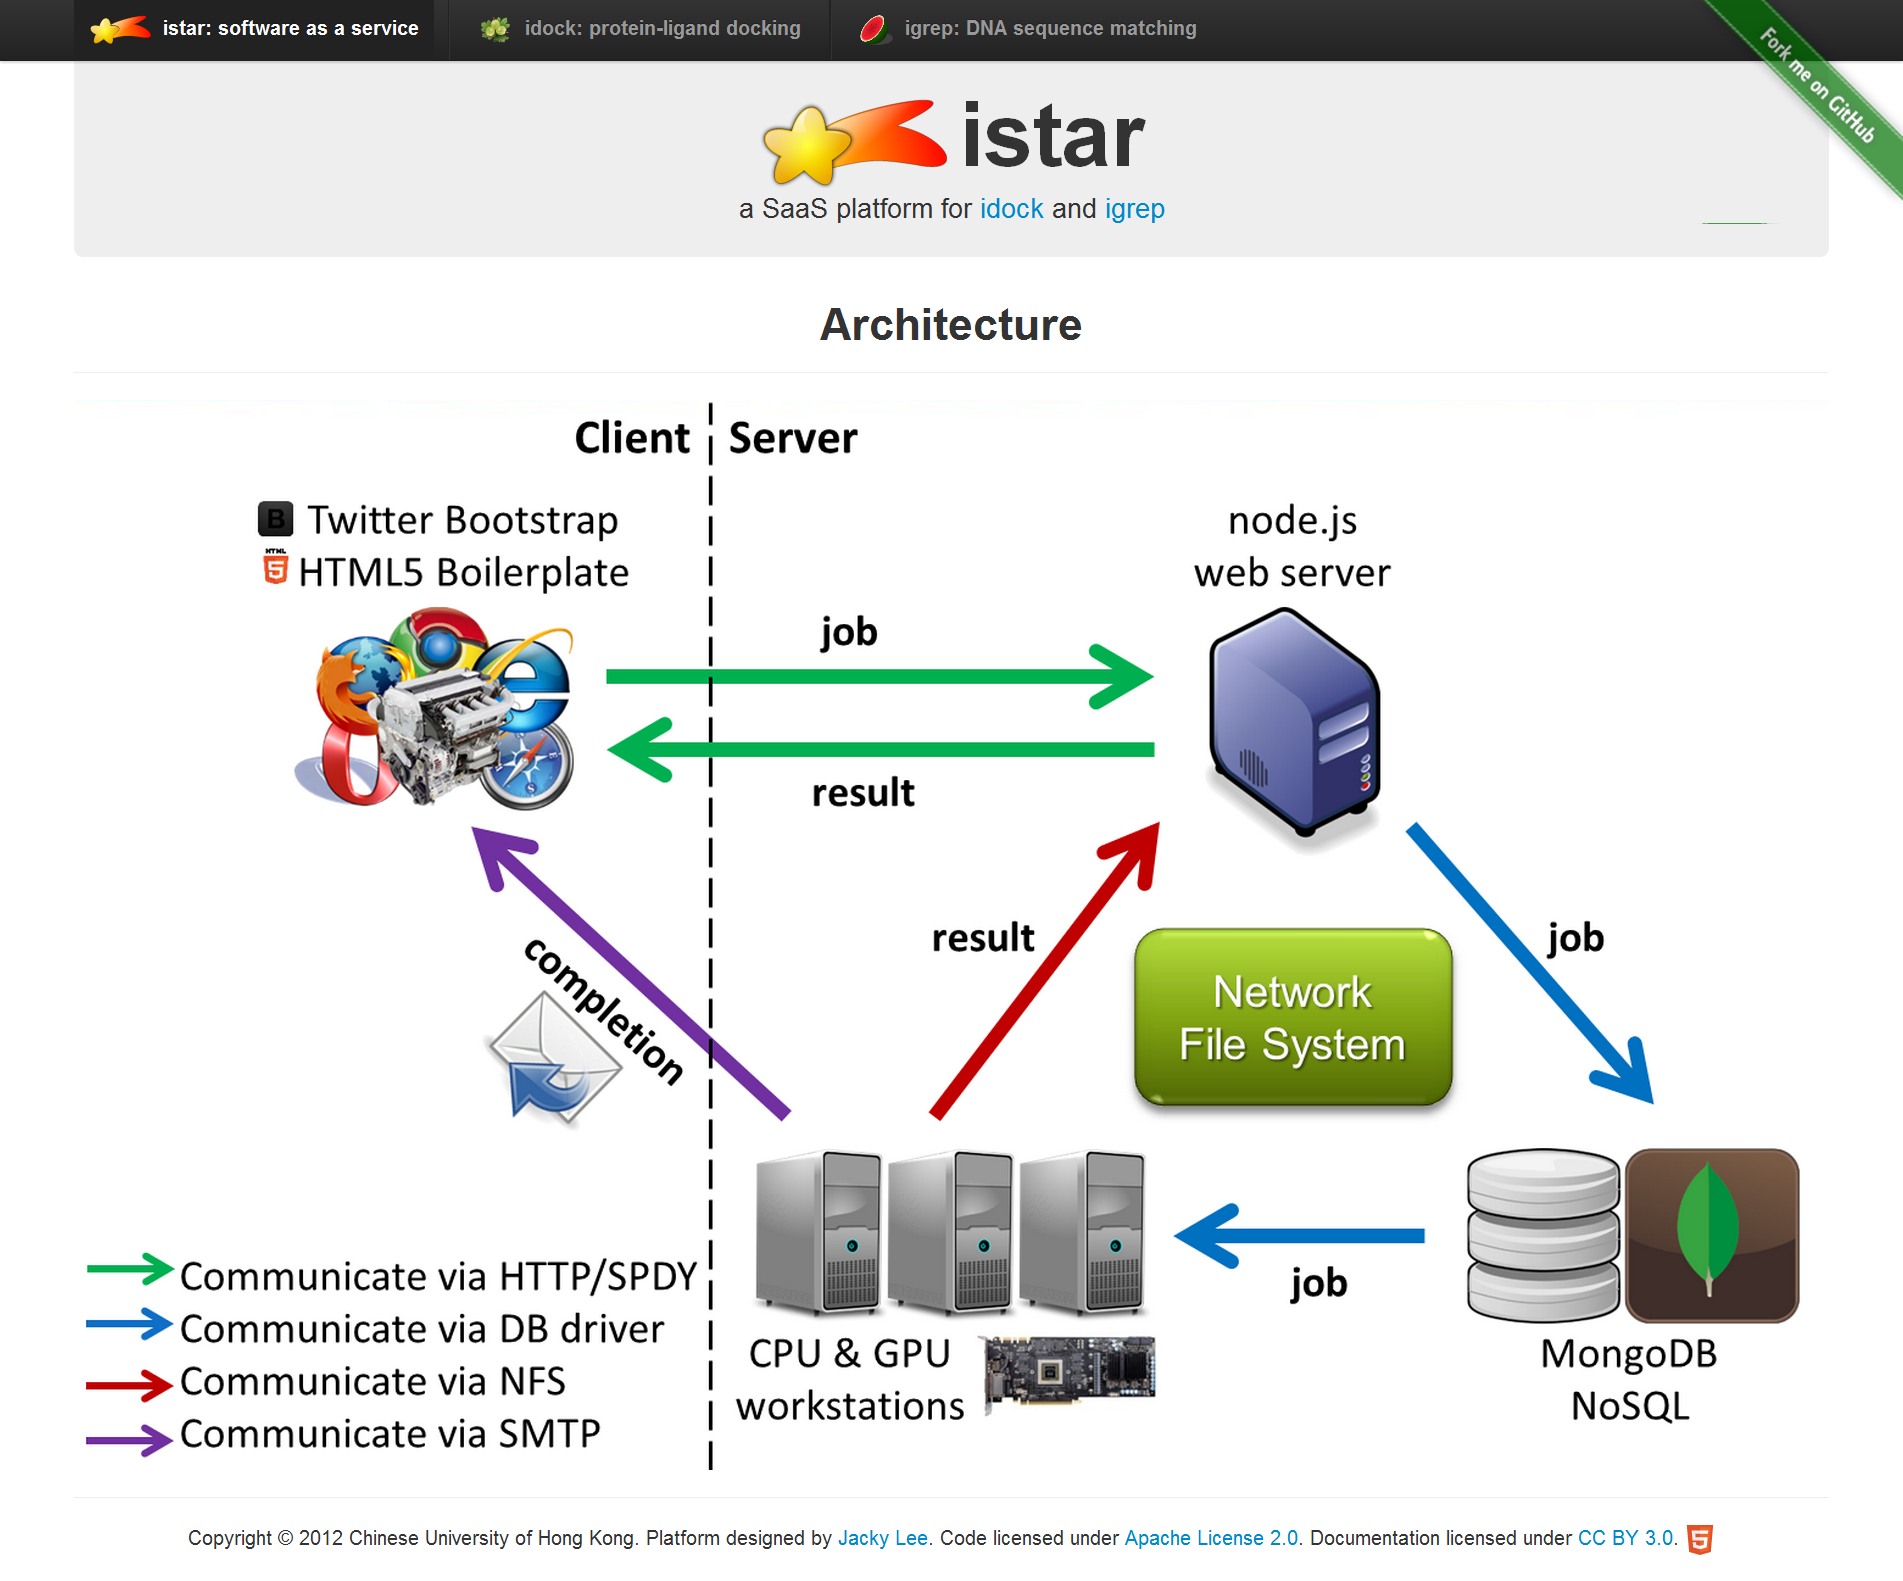 istar: software as a service
idock: protein-ligand docking
igrep: DNA sequence matching
Fork me on GitHub
istar
a SaaS platform for idock and igrep
Architecture
Client
Server
B Twitter Bootstrap
HTML
5 HTML5 Boilerplate
node.js
web server
job
result
completion
result
job
Network
File System
job
Communicate via HTTP/SPDY
Communicate via DB driver
Communicate via NFS
Communicate via SMTP
CPU & GPU
workstations
MongoDB
NoSQL
Copyright © 2012 Chinese University of Hong Kong. Platform designed by Jacky Lee. Code licensed under Apache License 2.0. Documentation licensed under CC BY 3.0. 5